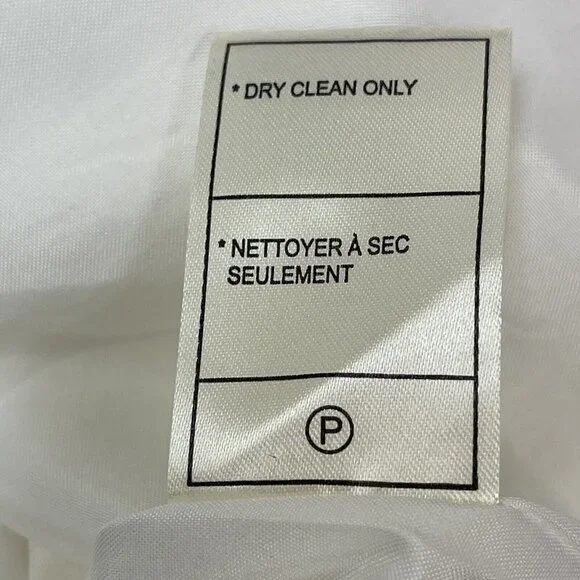 * DRY CLEAN ONLY
* NETTOYER À SEC
SEULEMENT
P